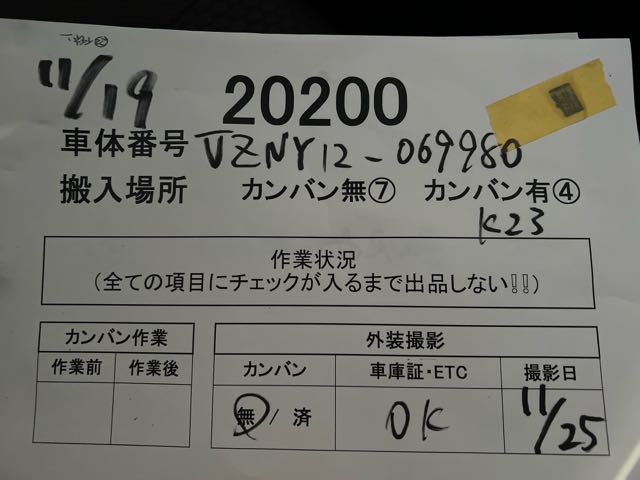 11/19
20200
車体番号 VZNY12-069980
搬入場所 カンバン無⑦ カンバン有④
K23
作業状況
(全ての項目にチェックが入るまで出品しない!!)
カンバン作業
作業前 作業後
外装撮影
カンバン 車庫証・ETC 撮影日
無 / 済 OK 11/25